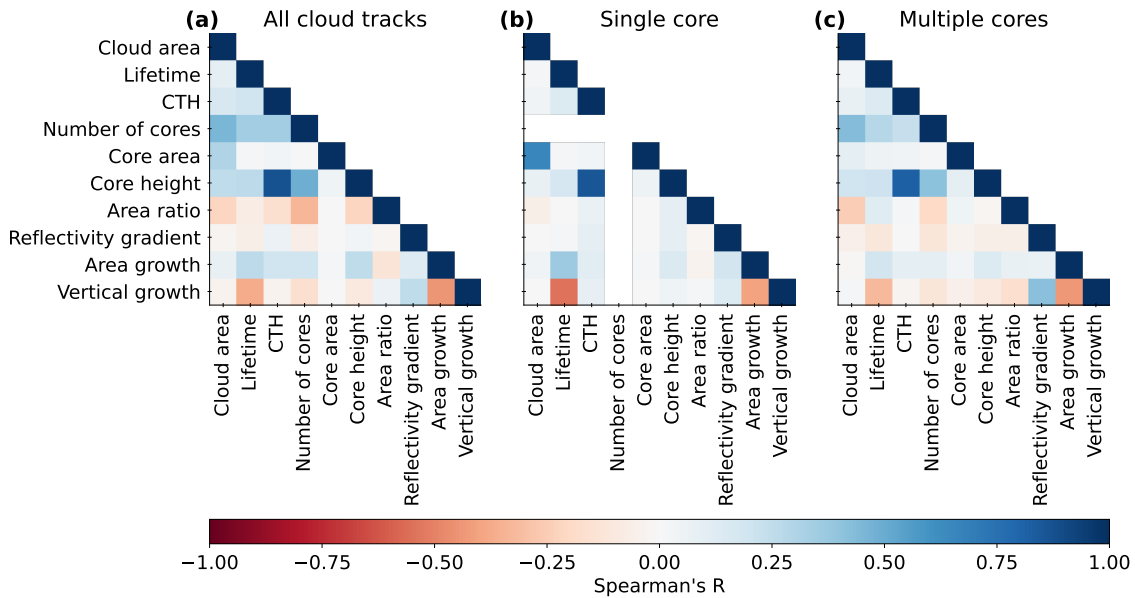 (a) All cloud tracks
(b) Single core
(c) Multiple cores
Cloud area
Lifetime
CTH
Number of cores
Core area
Core height
Area ratio
Reflectivity gradient
Area growth
Vertical growth
Cloud area
Lifetime
CTH
Number of cores
Core area
Core height
Area ratio
Reflectivity gradient
Area growth
Vertical growth
Cloud area
Lifetime
CTH
Number of cores
Core area
Core height
Area ratio
Reflectivity gradient
Area growth
Vertical growth
Cloud area
Lifetime
CTH
Number of cores
Core area
Core height
Area ratio
Reflectivity gradient
Area growth
Vertical growth
−1.00 −0.75 −0.50 −0.25 0.00 0.25 0.50 0.75 1.00
Spearman's R